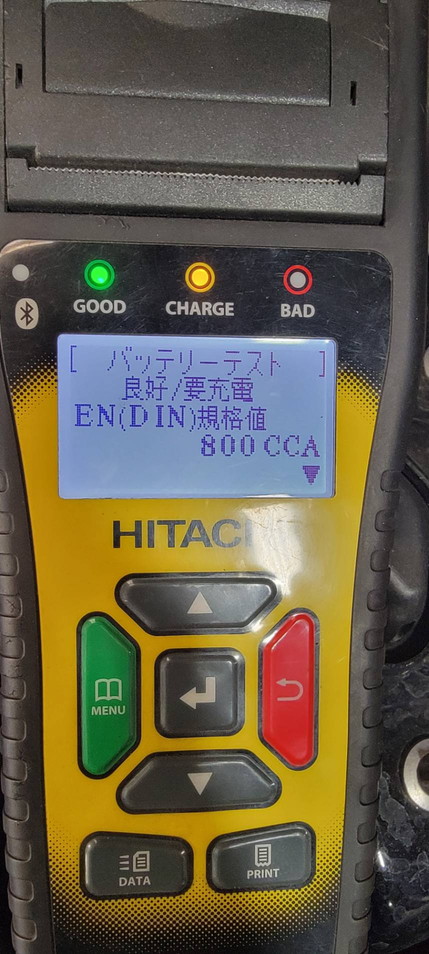 GOOD
CHARGE
BAD
[ バッテリーテスト ]
良好/要充電
EN(DIN)規格値
800 CCA
▼
HITACHI
▲
MENU
▼
DATA
PRINT